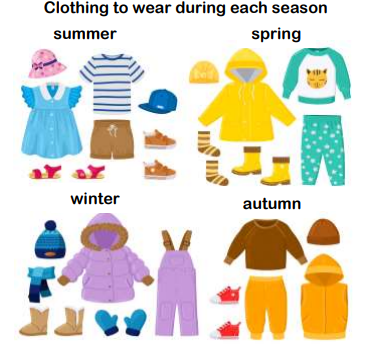 Clothing to wear during each season
summer
spring
winter
autumn